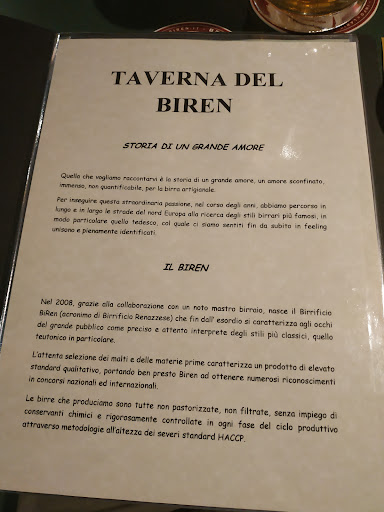 TAVERNA DEL
BIREN
STORIA DI UN GRANDE AMORE
Quella che vogliamo raccontarvi è la storia di un grande amore, un amore sconfinato,
immenso, non quantificabile, per la birra artigianale.
Per inseguire questa straordinaria passione, nel corso degli anni, abbiamo percorso in
lungo e in largo le strade del nord Europa alla ricerca degli stili birrari più famosi, in
modo particolare quello tedesco, col quale ci siamo sentiti fin da subito in feeling
unisono e pienamente identificati.
IL BIREN
Nel 2008, grazie alla collaborazione con un noto mastro birraio, nasce il Birrificio
BiRen (acronimo di Birrificio Renazzese) che fin dall' esordio si caratterizza agli occhi
del grande pubblico come preciso e attento interprete degli stili più classici, quello
teutonico in particolare.
L'attenta selezione dei malti e delle materie prime caratterizza un prodotto di elevato
standard qualitativo, portando ben presto Biren ad ottenere numerosi riconoscimenti
in concorsi nazionali ed internazionali.
Le birre che produciamo sono tutte non pastorizzate, non filtrate, senza impiego di
conservanti chimici e rigorosamente controllate in ogni fase del ciclo produttivo
attraverso metodologie all'altezza dei severi standard HACCP.